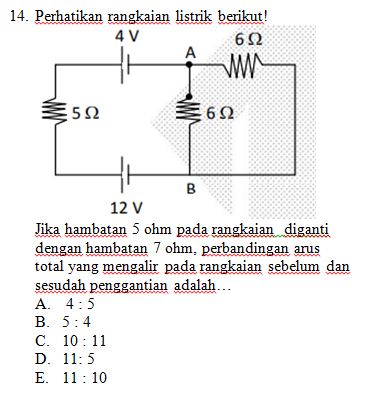 14. Perhatikan rangkaian listrik berikut!
4 V
A
6 Ω
5 Ω
6 Ω
B
12 V
Jika hambatan 5 ohm pada rangkaian diganti
dengan hambatan 7 ohm, perbandingan arus
total yang mengalir pada rangkaian sebelum dan
sesudah penggantian adalah…
A. 4 : 5
B. 5 : 4
C. 10 : 11
D. 11: 5
E. 11 : 10